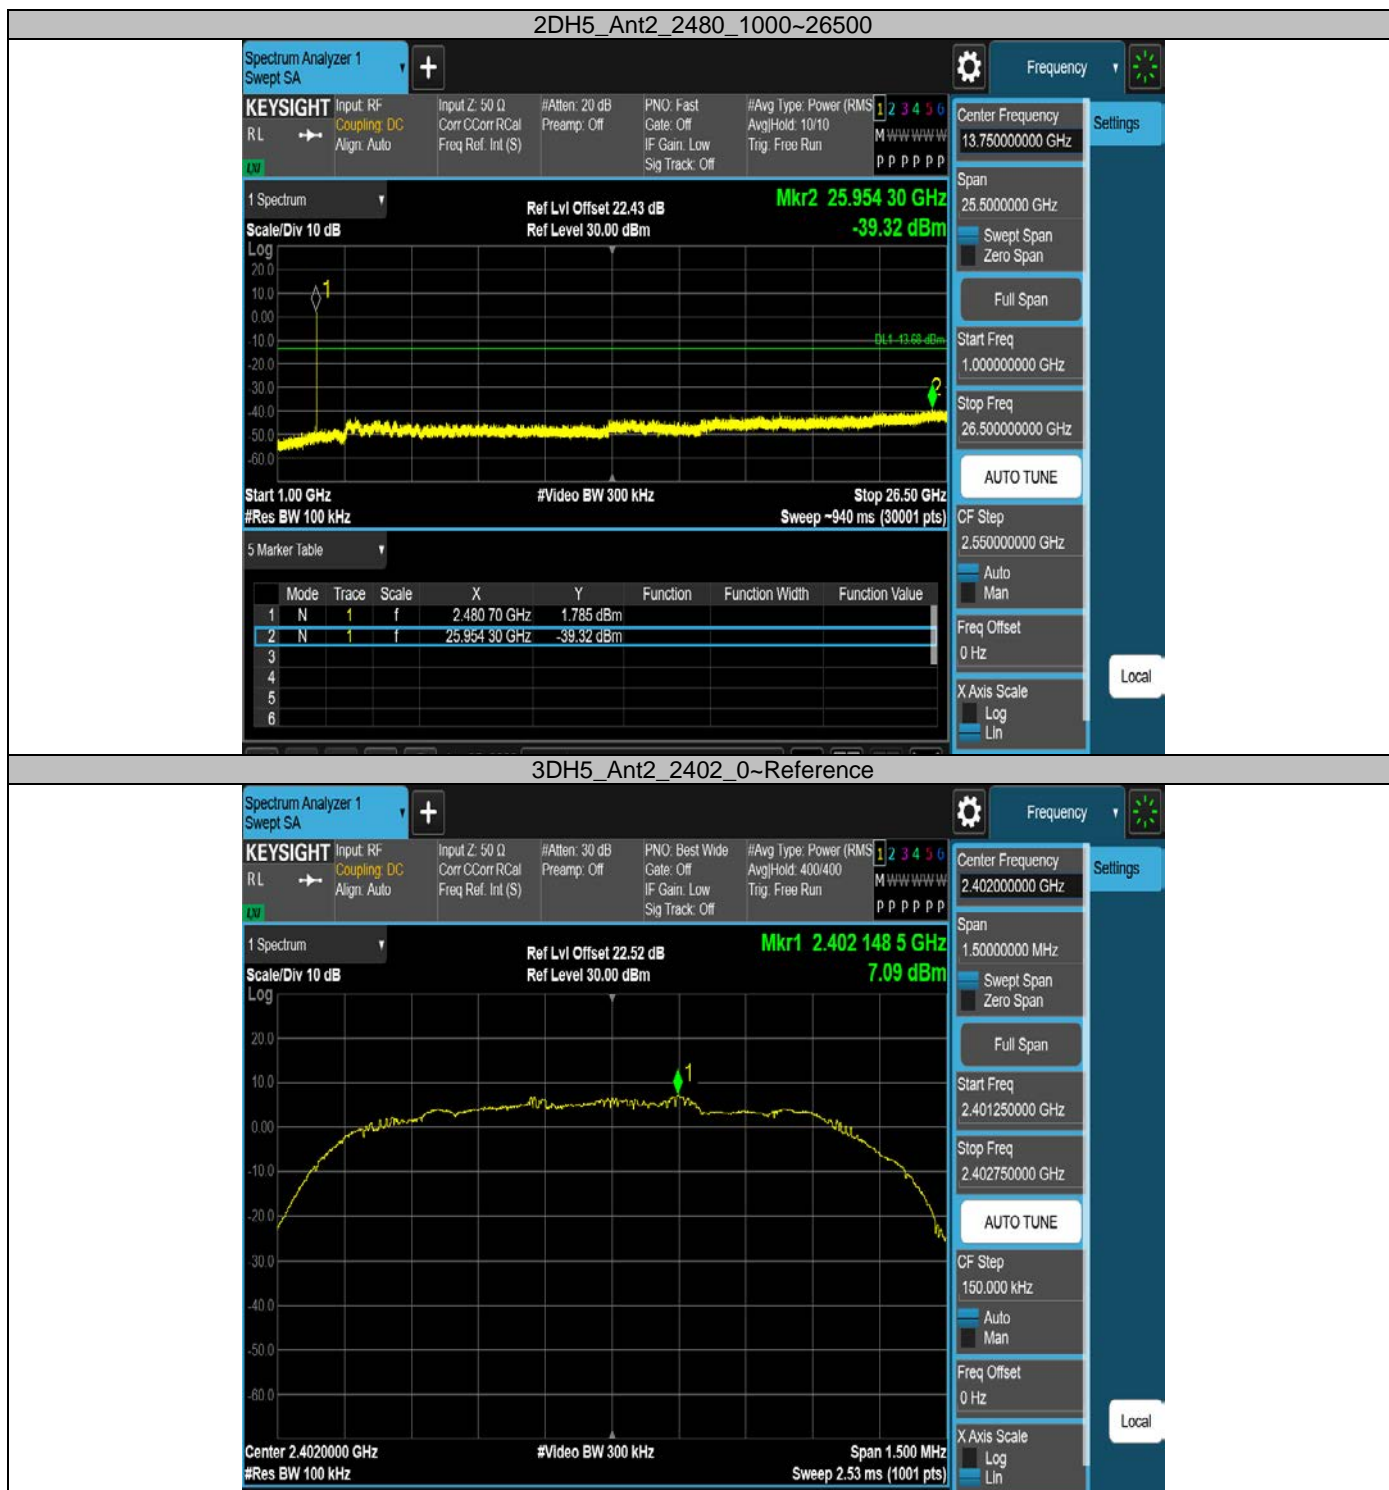 2DH5_Ant2_2480_1000~26500
Spectrum Analyzer 1
Swept SA
+
Frequency
KEYSIGHT
RL
LXI
Input: RF
Coupling: DC
Align: Auto
Input Z: 50 Ω
Corr CCorr RCal
Freq Ref: Int (S)
#Atten: 20 dB
Preamp: Off
PNO: Fast
Gate: Off
IF Gain: Low
Sig Track: Off
#Avg Type: Power (RMS
Avg|Hold: 10/10
Trig: Free Run
1 2 3 4 5 6
M W W W W W
P P P P P P
1 Spectrum
Scale/Div 10 dB
Ref Lvl Offset 22.43 dB
Ref Level 30.00 dBm
Mkr2 25.954 30 GHz
-39.32 dBm
Log
20.0
10.0
0.00
-10.0
-20.0
-30.0
-40.0
-50.0
-60.0
1
DL1 -13.68 dBm
2
Start 1.00 GHz
#Res BW 100 kHz
#Video BW 300 kHz
Stop 26.50 GHz
Sweep ~940 ms (30001 pts)
5 Marker Table
Mode Trace Scale X Y Function Function Width Function Value
1 N 1 f 2.480 70 GHz 1.785 dBm
2 N 1 f 25.954 30 GHz -39.32 dBm
3
4
5
6
Center Frequency
13.750000000 GHz
Span
25.5000000 GHz
Swept Span
Zero Span
Full Span
Start Freq
1.000000000 GHz
Stop Freq
26.500000000 GHz
AUTO TUNE
CF Step
2.550000000 GHz
Auto
Man
Freq Offset
0 Hz
X Axis Scale
Log
Lin
Settings
Local
3DH5_Ant2_2402_0~Reference
Spectrum Analyzer 1
Swept SA
+
Frequency
KEYSIGHT
RL
LXI
Input: RF
Coupling: DC
Align: Auto
Input Z: 50 Ω
Corr CCorr RCal
Freq Ref: Int (S)
#Atten: 30 dB
Preamp: Off
PNO: Best Wide
Gate: Off
IF Gain: Low
Sig Track: Off
#Avg Type: Power (RMS
Avg|Hold: 400/400
Trig: Free Run
1 2 3 4 5 6
M W W W W W
P P P P P P
1 Spectrum
Scale/Div 10 dB
Ref Lvl Offset 22.52 dB
Ref Level 30.00 dBm
Mkr1 2.402 148 5 GHz
7.09 dBm
Log
20.0
10.0
0.00
-10.0
-20.0
-30.0
-40.0
-50.0
-60.0
1
Center 2.4020000 GHz
#Res BW 100 kHz
#Video BW 300 kHz
Span 1.500 MHz
Sweep 2.53 ms (1001 pts)
Center Frequency
2.402000000 GHz
Span
1.50000000 MHz
Swept Span
Zero Span
Full Span
Start Freq
2.401250000 GHz
Stop Freq
2.402750000 GHz
AUTO TUNE
CF Step
150.000 kHz
Auto
Man
Freq Offset
0 Hz
X Axis Scale
Log
Lin
Settings
Local